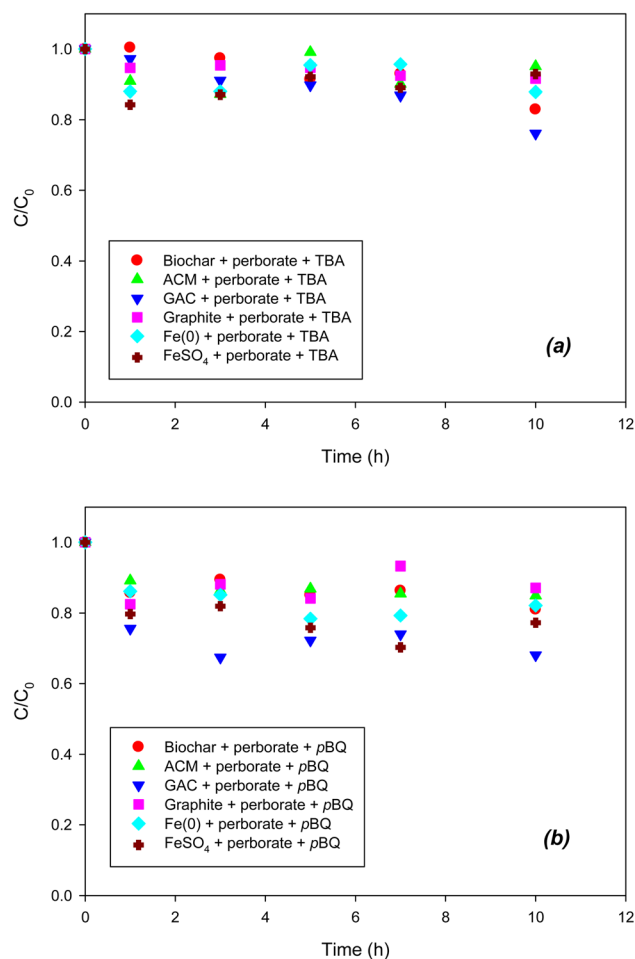 C/C0
1.0
0.8
0.6
0.4
0.2
0.0
Biochar + perborate + TBA
ACM + perborate + TBA
GAC + perborate + TBA
Graphite + perborate + TBA
Fe(0) + perborate + TBA
FeSO4 + perborate + TBA
(a)
0 2 4 6 8 10 12
Time (h)
C/C0
1.0
0.8
0.6
0.4
0.2
0.0
Biochar + perborate + pBQ
ACM + perborate + pBQ
GAC + perborate + pBQ
Graphite + perborate + pBQ
Fe(0) + perborate + pBQ
FeSO4 + perborate + pBQ
(b)
0 2 4 6 8 10 12
Time (h)